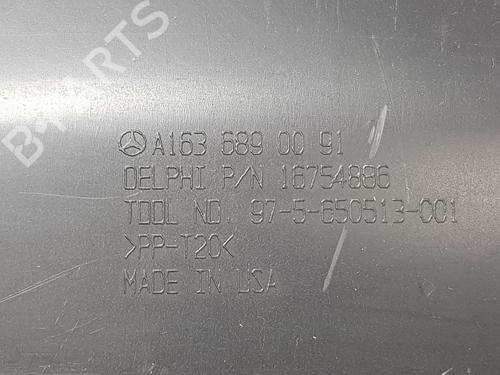 B-PARTS
A163 689 00 91
DELPHI P/N 16754886
TOOL NO. 97-5-650513-001
>PP-T20<
MADE IN USA